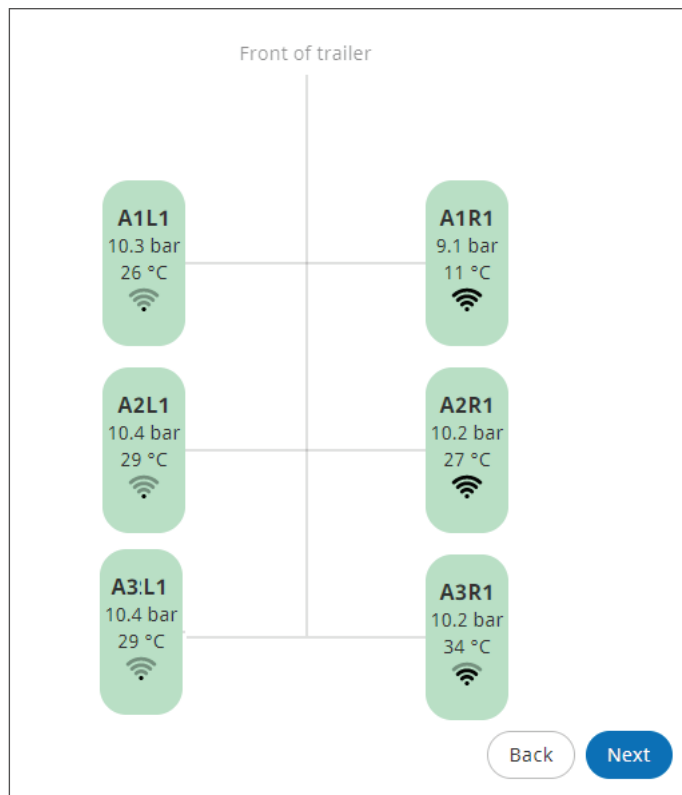 Front of trailer
A1L1
10.3 bar
26 °C
A1R1
9.1 bar
11 °C
A2L1
10.4 bar
29 °C
A2R1
10.2 bar
27 °C
A3:L1
10.4 bar
29 °C
A3R1
10.2 bar
34 °C
Back
Next